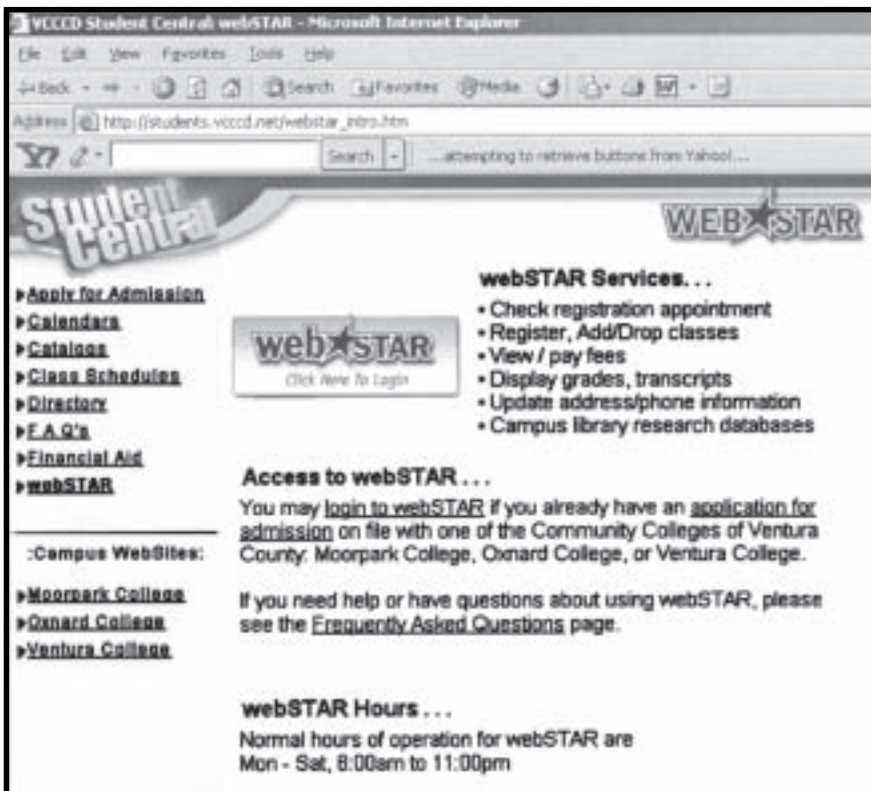 VCCCD Student Central: webSTAR - Microsoft Internet Explorer
File Edit View Favorites Tools Help
Back Search Favorites Media
Address http://students.vcccd.net/webstar_intro.htm
Y! Search ...attempting to retrieve buttons from Yahoo!...
Student Central
WEBSTAR
Apply for Admission
Calendars
Catalogs
Class Schedules
Directory
F.A.Q's
Financial Aid
webSTAR
:Campus WebSites:
Moorpark College
Oxnard College
Ventura College
webSTAR
Click Here To Login
webSTAR Services...
• Check registration appointment
• Register, Add/Drop classes
• View / pay fees
• Display grades, transcripts
• Update address/phone information
• Campus library research databases
Access to webSTAR...
You may login to webSTAR if you already have an application for
admission on file with one of the Community Colleges of Ventura
County: Moorpark College, Oxnard College, or Ventura College.
If you need help or have questions about using webSTAR, please
see the Frequently Asked Questions page.
webSTAR Hours...
Normal hours of operation for webSTAR are
Mon - Sat, 8:00am to 11:00pm